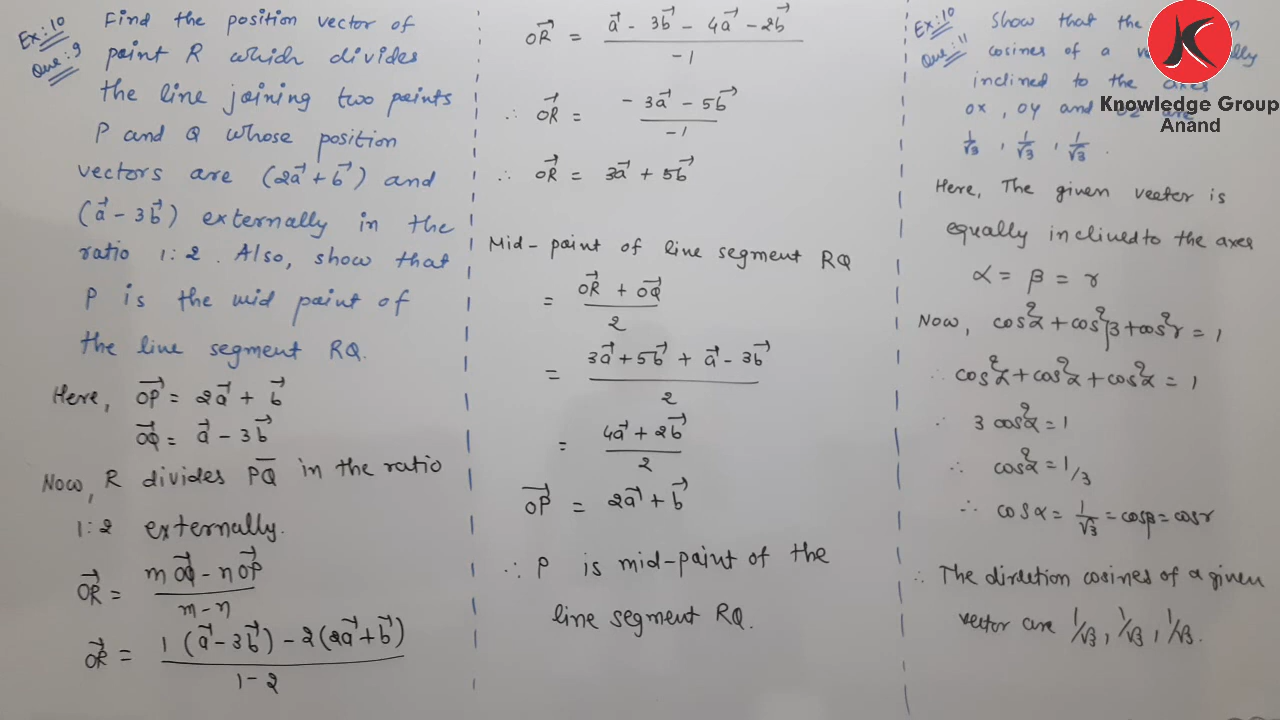 Ex:10
Que:9
Find the position vector of
point R which divides
the line joining two points
P and Q whose position
vectors are (2a⃗ + b⃗) and
(a⃗ - 3b⃗) externally in the
ratio 1:2. Also, show that
P is the mid point of
the line segment RQ.
Here, OP⃗ = 2a⃗ + b⃗
OQ⃗ = a⃗ - 3b⃗
Now, R divides PQ̅ in the ratio
1:2 externally.
OR⃗ = (m OQ⃗ - n OP⃗) / (m - n)
OR⃗ = (1 (a⃗ - 3b⃗) - 2(2a⃗ + b⃗)) / (1 - 2)
OR⃗ = (a⃗ - 3b⃗ - 4a⃗ - 2b⃗) / -1
∴ OR⃗ = (-3a⃗ - 5b⃗) / -1
∴ OR⃗ = 3a⃗ + 5b⃗
Mid-point of line segment RQ
= (OR⃗ + OQ⃗) / 2
= (3a⃗ + 5b⃗ + a⃗ - 3b⃗) / 2
= (4a⃗ + 2b⃗) / 2
OP⃗ = 2a⃗ + b⃗
∴ P is mid-point of the
line segment RQ.
Ex:10
Que:11
Show that the
cosines of a
inclined to the axes
ox, oy and oz are
1/√3, 1/√3, 1/√3.
Knowledge Group
Anand
Here, The given vector is
equally inclined to the axes
α = β = γ
Now, cos²α + cos²β + cos²γ = 1
∴ cos²α + cos²α + cos²α = 1
∴ 3 cos²α = 1
∴ cos²α = 1/3
∴ cos α = 1/√3 = cosβ = cosγ
∴ The direction cosines of a given
vector are 1/√3, 1/√3, 1/√3.